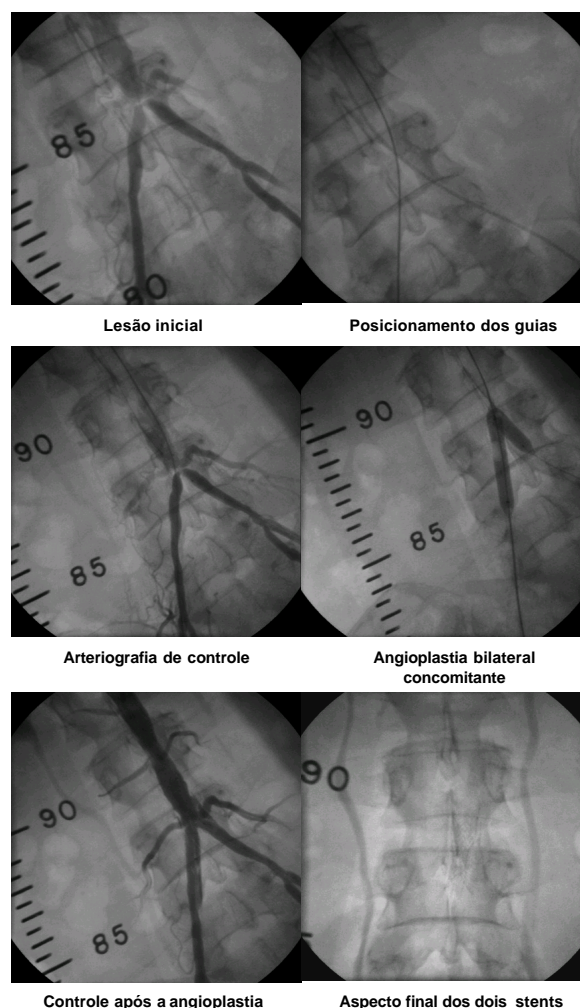 85
80
Lesão inicial
Posicionamento dos guias
90
85
90
85
Arteriografia de controle
Angioplastia bilateral
concomitante
90
85
90
Controle após a angioplastia
Aspecto final dos dois stents